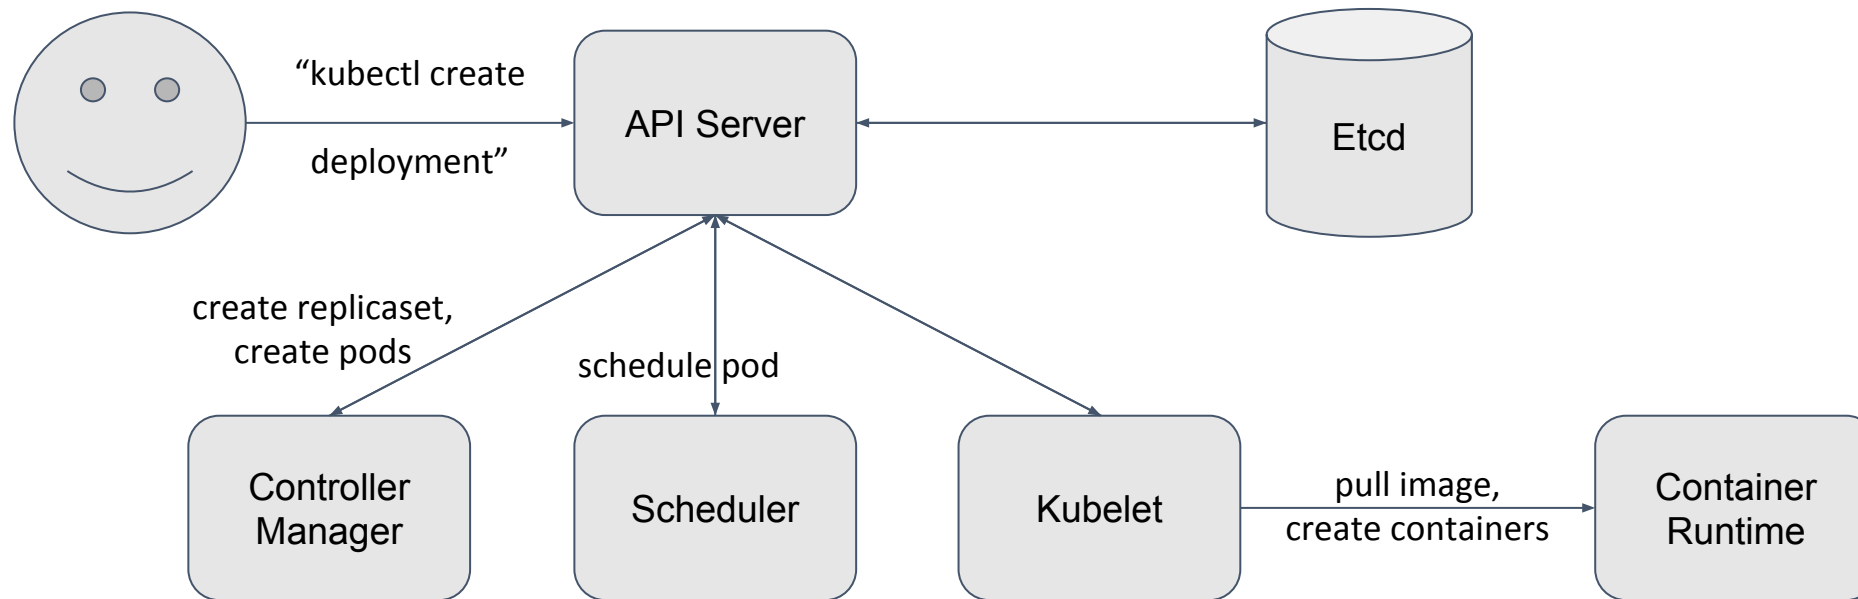 “kubectl create
deployment”
API Server
Etcd
create replicaset,
create pods
schedule pod
Controller
Manager
Scheduler
Kubelet
pull image,
create containers
Container
Runtime